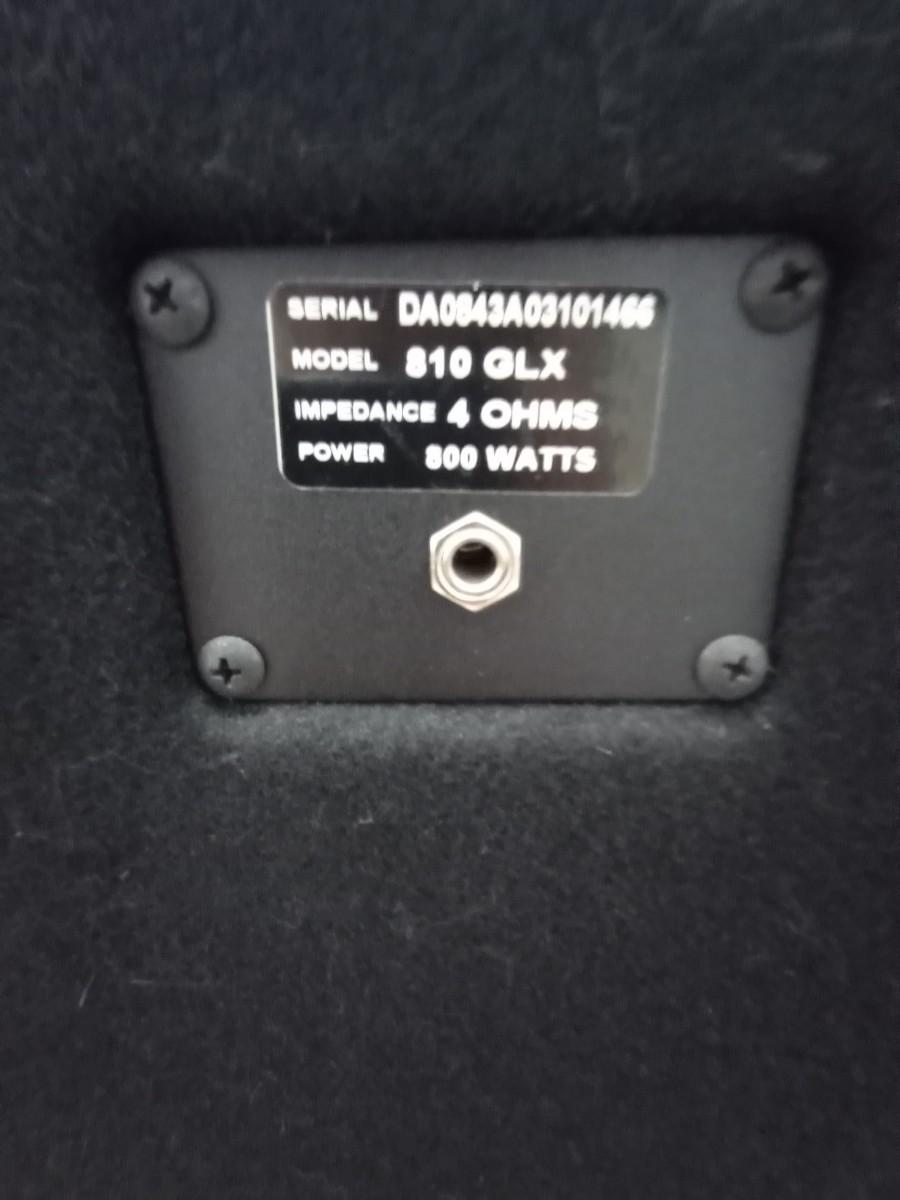 SERIAL DA0843A03101466
MODEL 810 GLX
IMPEDANCE 4 OHMS
POWER 800 WATTS